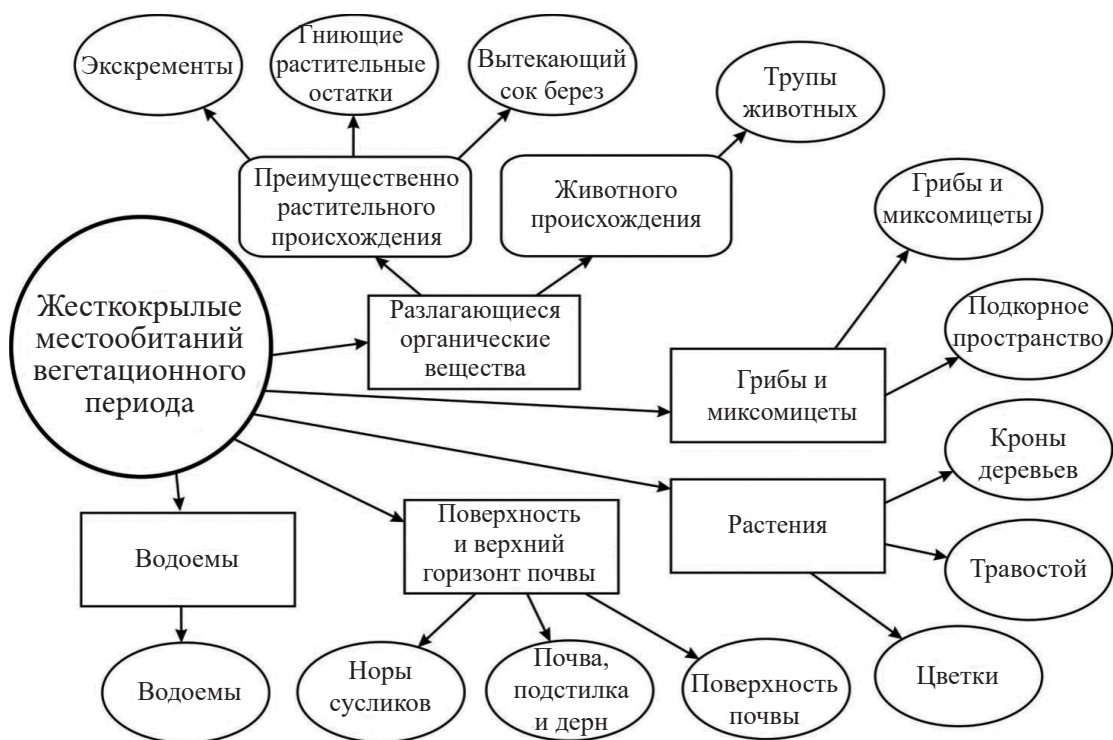 Экскременты
Гниющие
растительные
остатки
Вытекающий
сок берез
Трупы
животных
Преимущественно
растительного
происхождения
Животного
происхождения
Грибы и
миксомицеты
Жесткокрылые
местообитаний
вегетационного
периода
Разлагающиеся
органические
вещества
Подкорное
пространство
Грибы и
миксомицеты
Кроны
деревьев
Водоемы
Поверхность
и верхний
горизонт почвы
Растения
Травостой
Водоемы
Норы
сусликов
Почва,
подстилка
и дерн
Поверхность
почвы
Цветки